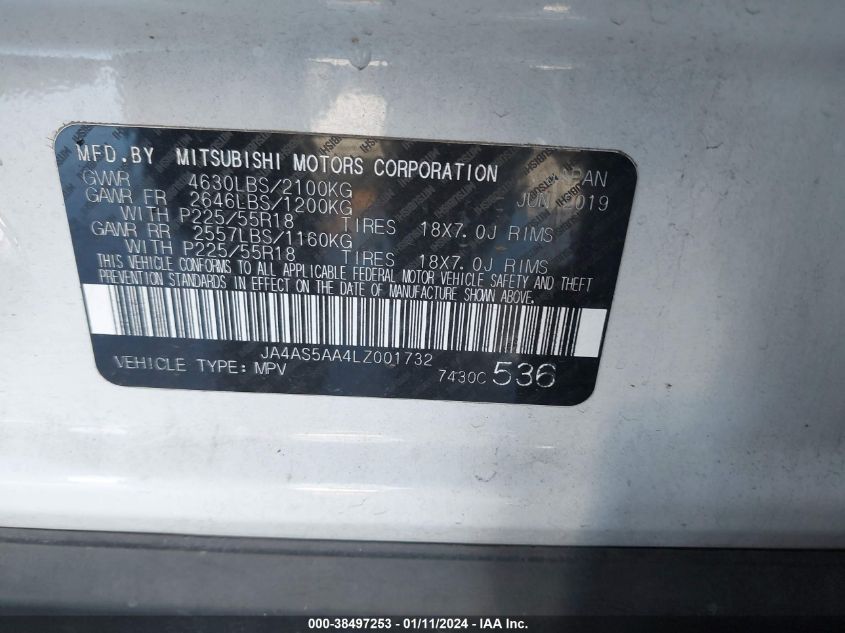 MFD.BY MITSUBISHI MOTORS CORPORATION JAPAN
GVWR 4630LBS/2100KG JUN 2019
GAWR FR 2646LBS/1200KG
WITH P225/55R18 TIRES 18X7.0J RIMS
GAWR RR 2557LBS/1160KG
WITH P225/55R18 TIRES 18X7.0J RIMS
THIS VEHICLE CONFORMS TO ALL APPLICABLE FEDERAL MOTOR VEHICLE SAFETY AND THEFT
PREVENTION STANDARDS IN EFFECT ON THE DATE OF MANUFACTURE SHOWN ABOVE.
JA4AS5AA4LZ001732
VEHICLE TYPE: MPV 7430C 536
000-38497253 - 01/11/2024 - IAA Inc.